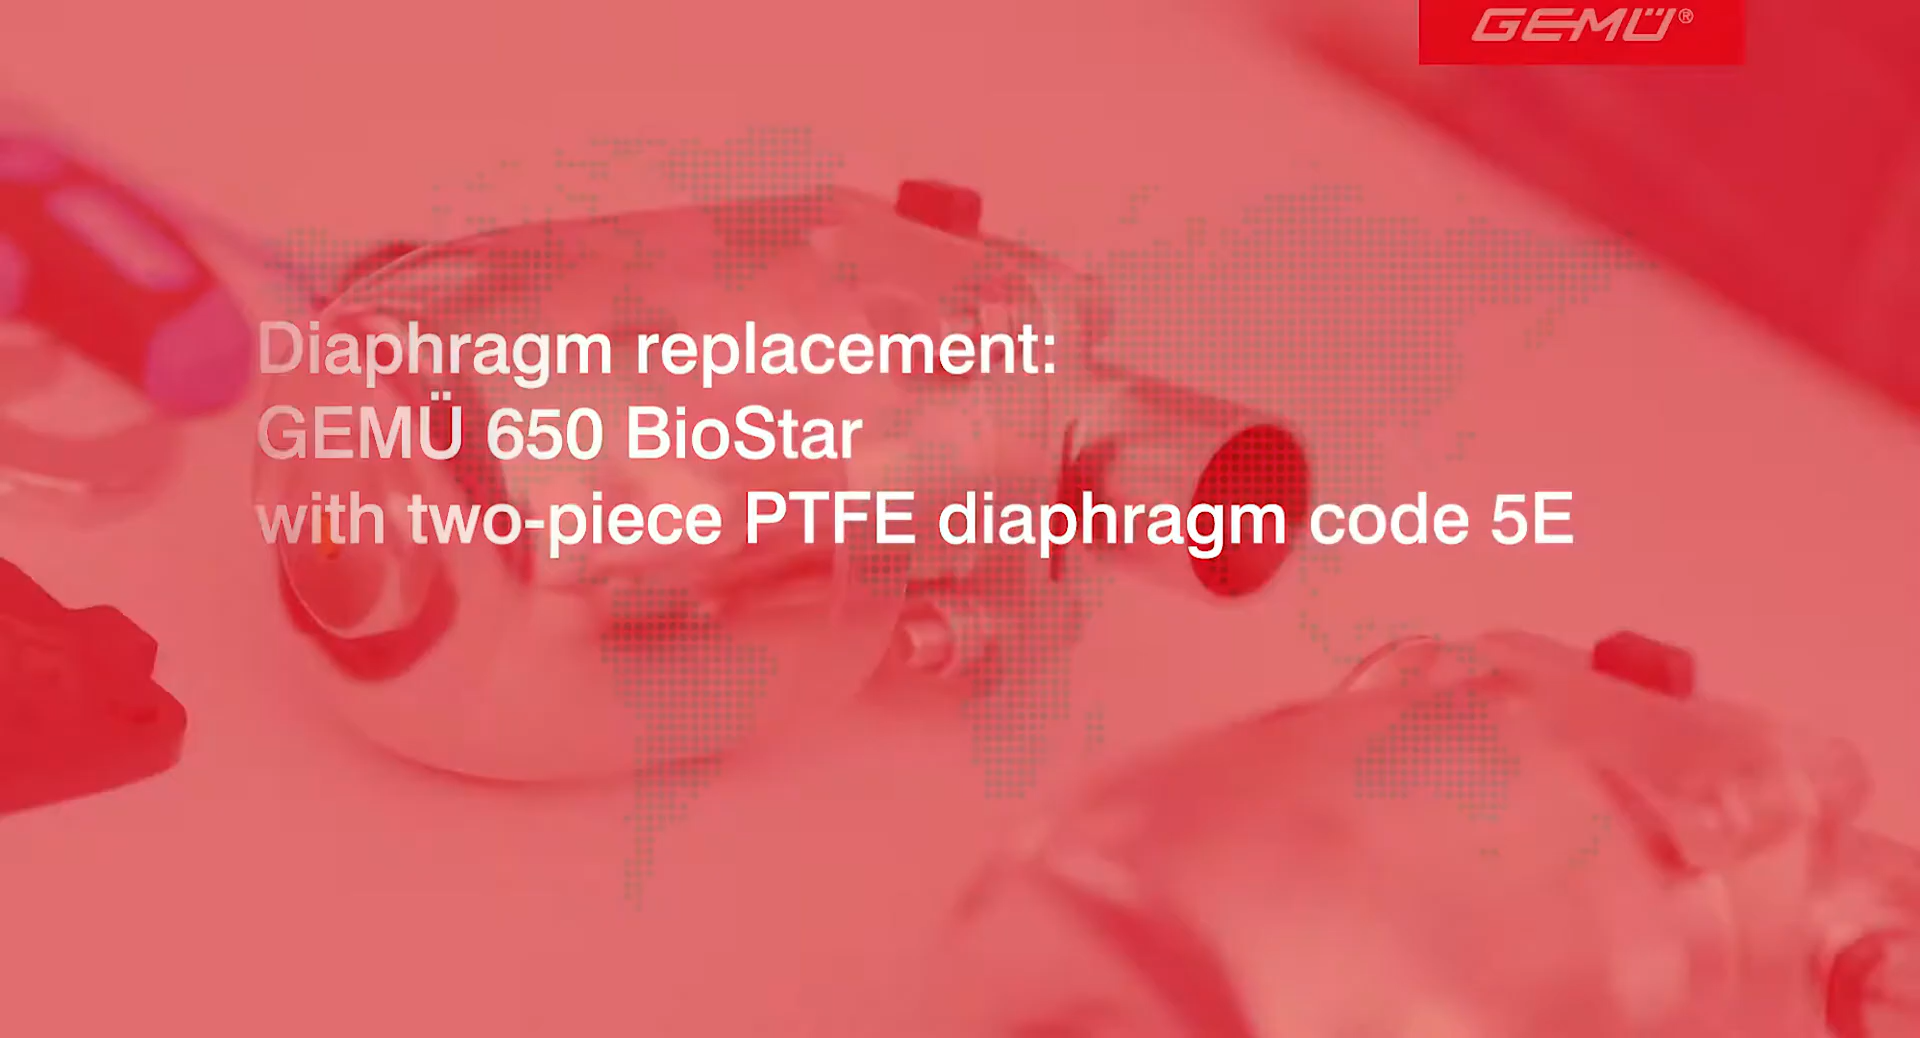 GEMÜ®
Diaphragm replacement:
GEMÜ 650 BioStar
with two-piece PTFE diaphragm code 5E